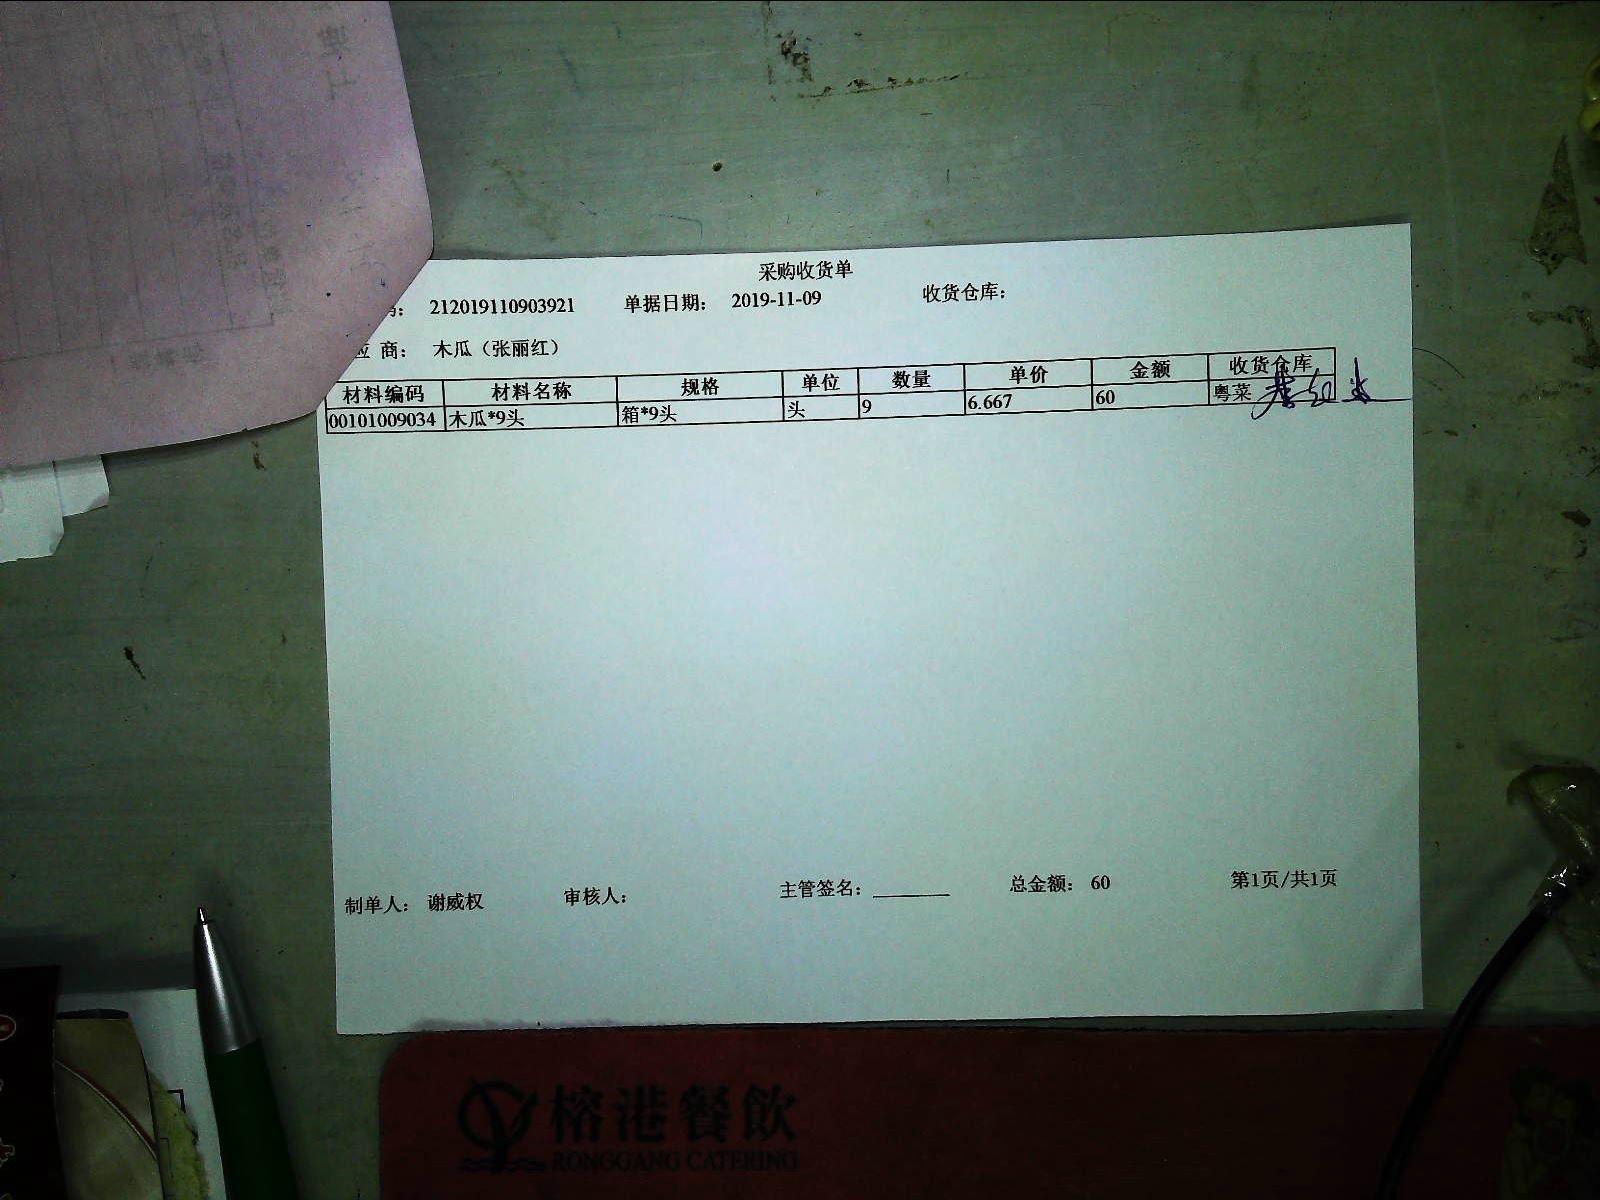 采购收货单
码： 212019110903921 单据日期： 2019-11-09 收货仓库：
应 商： 木瓜（张丽红）
材料编码 材料名称 规格 单位 数量 单价 金额 收货仓库
00101009034 木瓜*9头 箱*9头 头 9 6.667 60 粤菜
制单人： 谢威权 审核人： 主管签名： 总金额： 60 第1页/共1页
榕港餐飲
RONGGANG CATERING